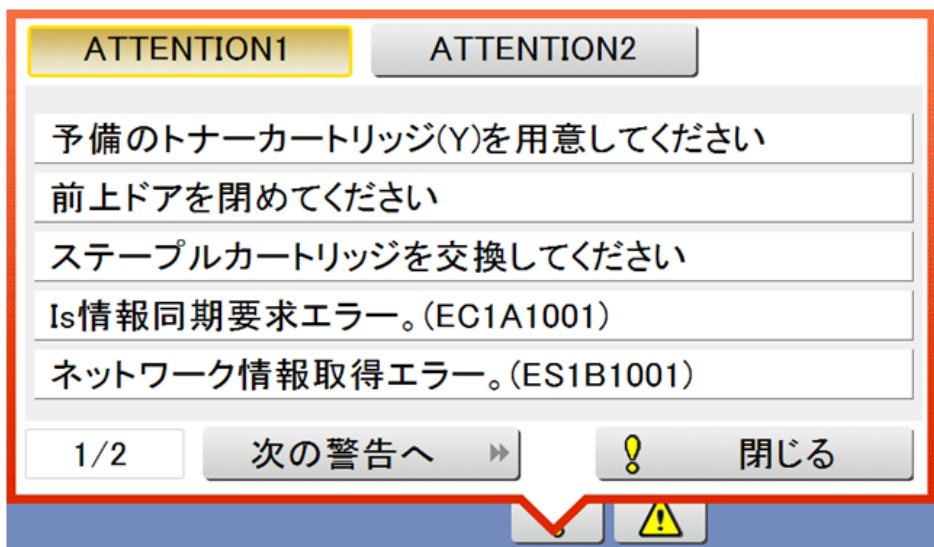 ATTENTION1 ATTENTION2
予備のトナーカートリッジ(Y)を用意してください
前上ドアを閉めてください
ステープルカートリッジを交換してください
Is情報同期要求エラー。(EC1A1001)
ネットワーク情報取得エラー。(ES1B1001)
1/2 次の警告へ 閉じる